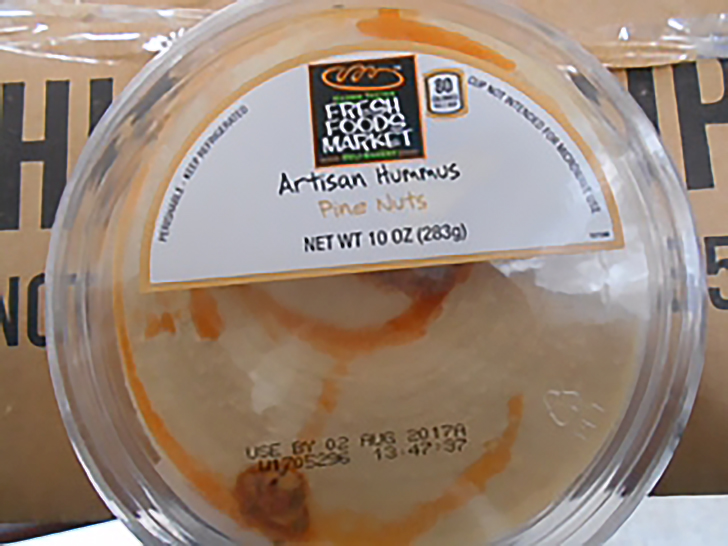 FRESH
FOODS
MARKET
80
PERISHABLE - KEEP REFRIGERATED
CUP NOT INTENDED FOR MICROWAVE USE
Artisan Hummus
Pine Nuts
NET WT 10 OZ (283g)
USE BY 02 AUG 2017A
13:47:37